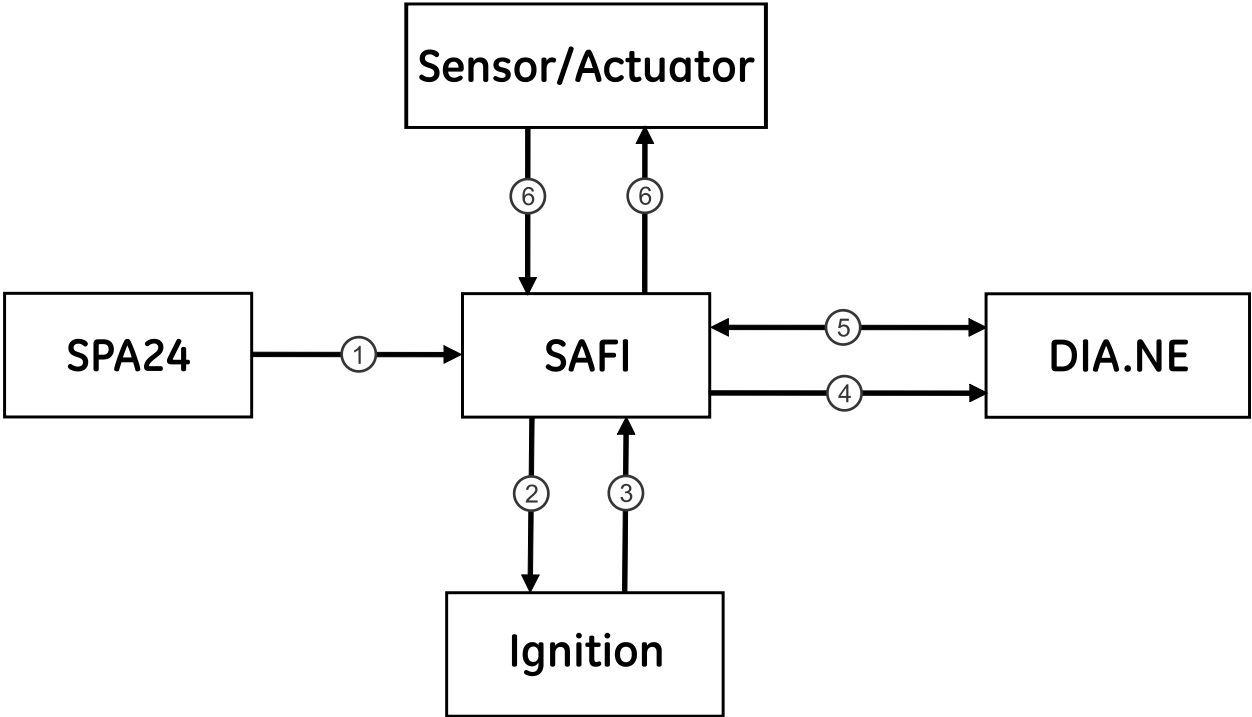 Sensor/Actuator
6
6
SPA24
1
SAFI
5
4
DIA.NE
2
3
Ignition